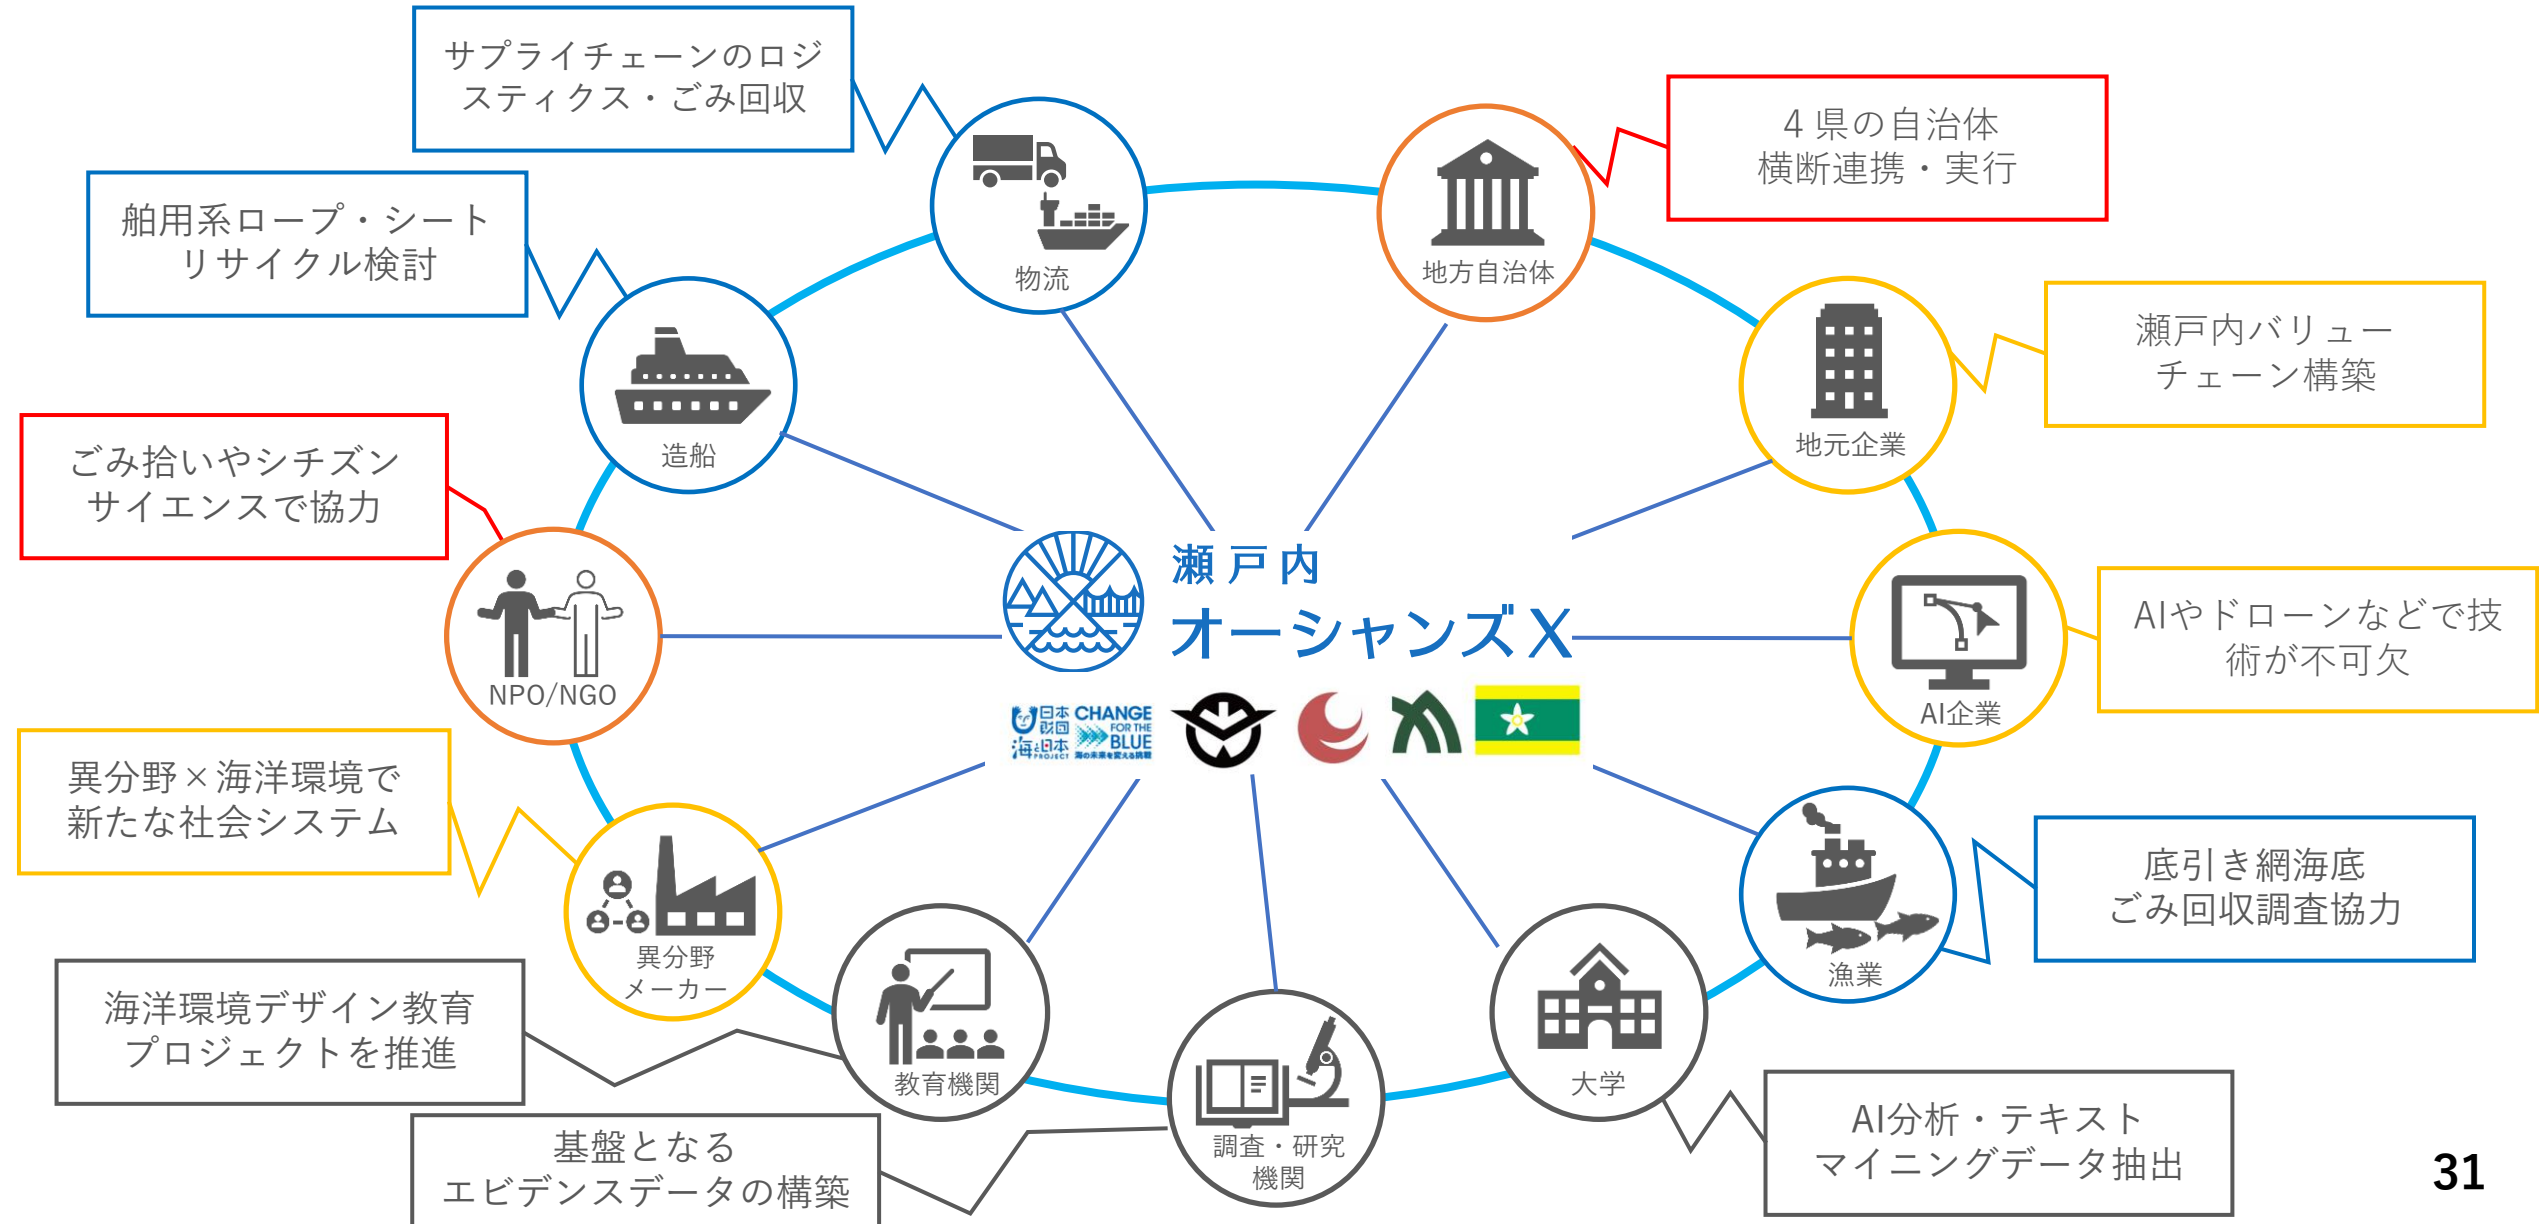 サプライチェーンのロジ
スティクス・ごみ回収
4 県の自治体
横断連携・実行
舶用系ロープ・シート
リサイクル検討
物流
地方自治体
瀬戸内バリュー
チェーン構築
造船
地元企業
ごみ拾いやシチズン
サイエンスで協力
瀬戸内
オーシャンズX
NPO/NGO
AI企業
AIやドローンなどで技
術が不可欠
日本
財団
海と日本
PROJECT
CHANGE
FOR THE
BLUE
海の未来を変える挑戦
異分野×海洋環境で
新たな社会システム
異分野
メーカー
底引き網海底
ごみ回収調査協力
漁業
海洋環境デザイン教育
プロジェクトを推進
教育機関
大学
調査・研究
機関
基盤となる
エビデンスデータの構築
AI分析・テキスト
マイニングデータ抽出
31